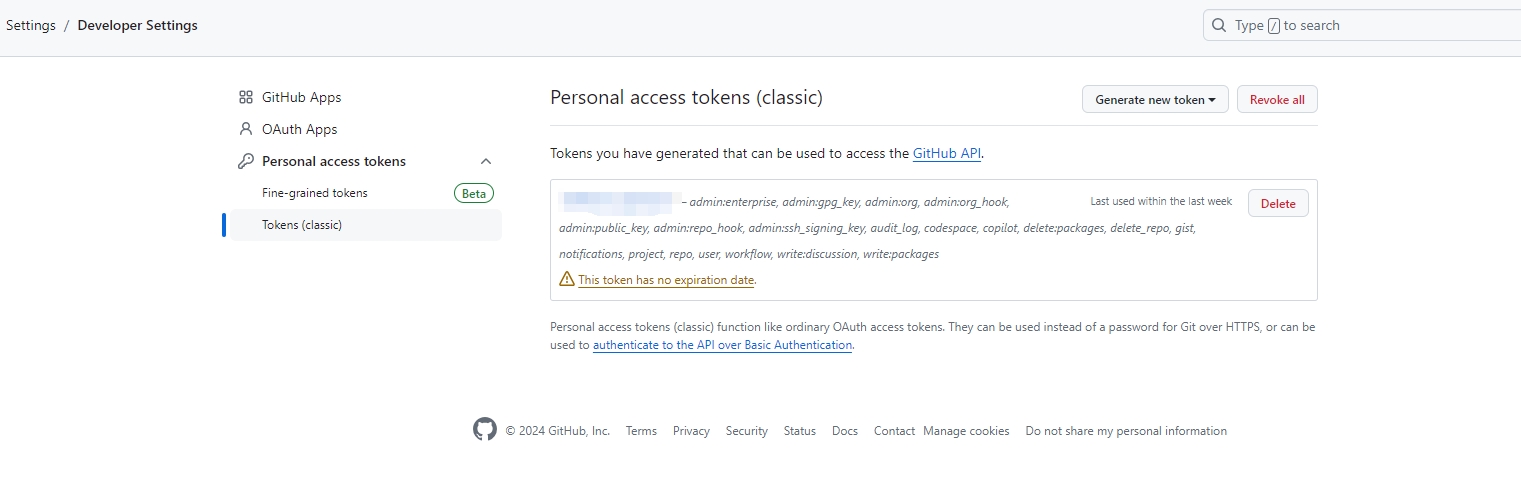 Settings / Developer Settings
Type / to search
GitHub Apps
OAuth Apps
Personal access tokens
Fine-grained tokens Beta
Tokens (classic)
Personal access tokens (classic)
Generate new token
Revoke all
Tokens you have generated that can be used to access the GitHub API.
– admin:enterprise, admin:gpg_key, admin:org, admin:org_hook,
admin:public_key, admin:repo_hook, admin:ssh_signing_key, audit_log, codespace, copilot, delete:packages, delete_repo, gist,
notifications, project, repo, user, workflow, write:discussion, write:packages
Last used within the last week
Delete
This token has no expiration date.
Personal access tokens (classic) function like ordinary OAuth access tokens. They can be used instead of a password for Git over HTTPS, or can be
used to authenticate to the API over Basic Authentication.
© 2024 GitHub, Inc. Terms Privacy Security Status Docs Contact Manage cookies Do not share my personal information